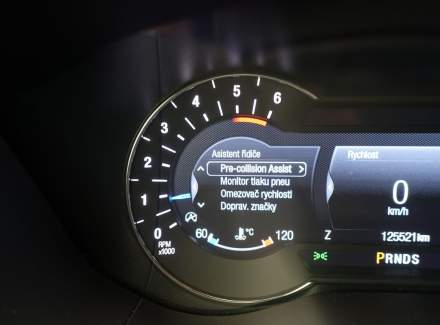 6
5
4
3
2
1
0
RPM
x1000
Asistent řidiče
Pre-collision Assist
Monitor tlaku pneu
Omezovač rychlosti
Doprav. značky
60 °C 120
Rychlost
0
km/h
Z 125521 km
PRNDS